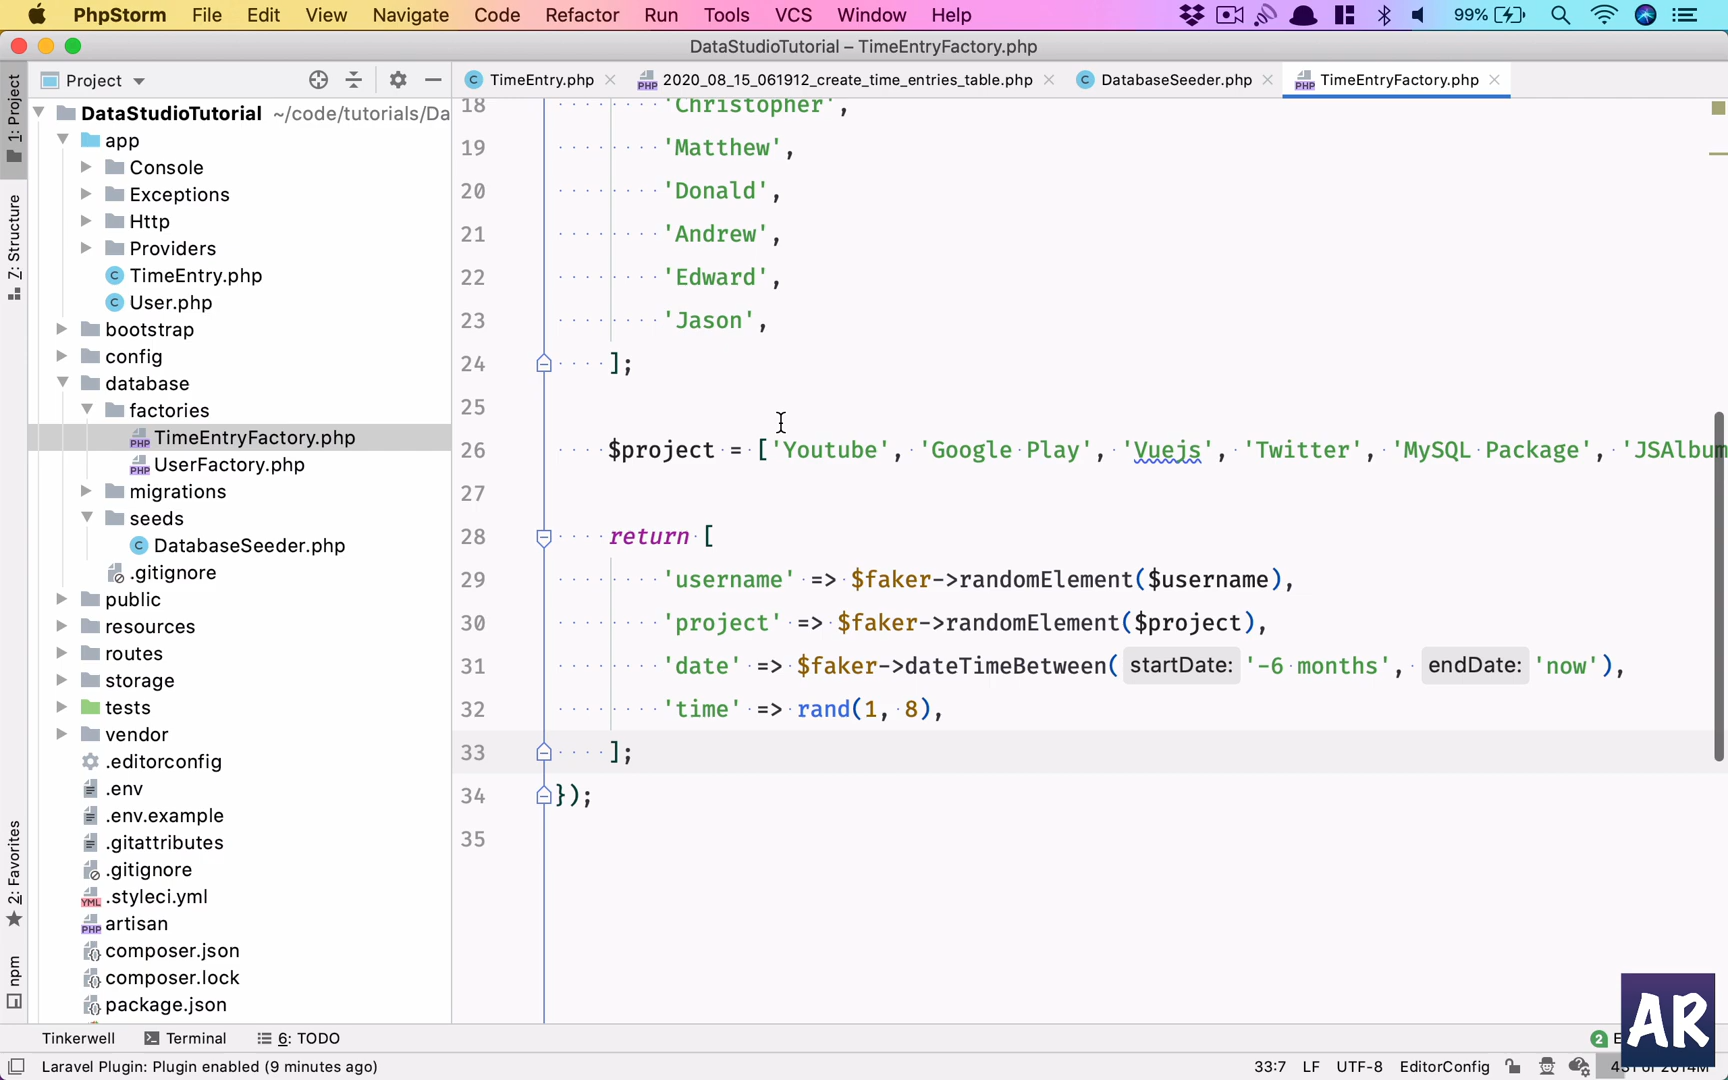 PhpStorm File Edit View Navigate Code Refactor Run Tools VCS Window Help 99%
DataStudioTutorial – TimeEntryFactory.php
Project
TimeEntry.php 2020_08_15_061912_create_time_entries_table.php DatabaseSeeder.php TimeEntryFactory.php
1: Project
Z: Structure
2: Favorites
npm
DataStudioTutorial ~/code/tutorials/Da
app
Console
Exceptions
Http
Providers
TimeEntry.php
User.php
bootstrap
config
database
factories
TimeEntryFactory.php
UserFactory.php
migrations
seeds
DatabaseSeeder.php
.gitignore
public
resources
routes
storage
tests
vendor
.editorconfig
.env
.env.example
.gitattributes
.gitignore
.styleci.yml
artisan
composer.json
composer.lock
package.json
18 'Christopher',
19 'Matthew',
20 'Donald',
21 'Andrew',
22 'Edward',
23 'Jason',
24 ];
25
26 $project = ['Youtube', 'Google Play', 'Vuejs', 'Twitter', 'MySQL Package', 'JSAlbum
27
28 return [
29 'username' => $faker->randomElement($username),
30 'project' => $faker->randomElement($project),
31 'date' => $faker->dateTimeBetween( startDate: '-6 months', endDate: 'now'),
32 'time' => rand(1, 8),
33 ];
34 });
35
Tinkerwell Terminal 6: TODO 2
Laravel Plugin: Plugin enabled (9 minutes ago) 33:7 LF UTF-8 EditorConfig
AR